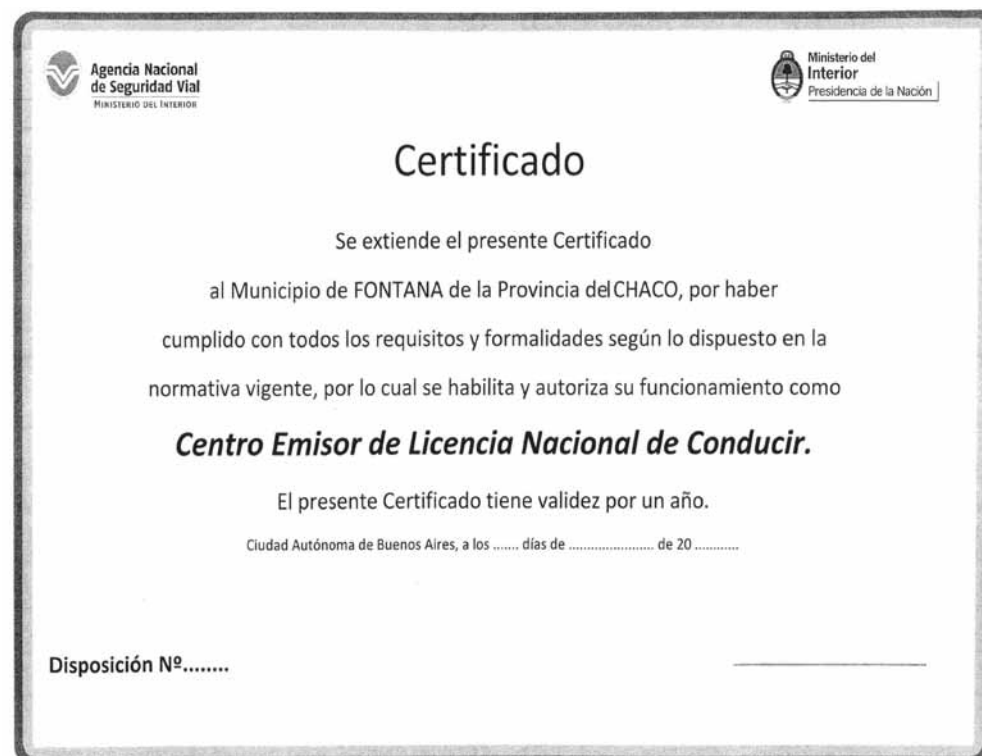 Agencia Nacional
de Seguridad Vial
MINISTERIO DEL INTERIOR
Ministerio del
Interior
Presidencia de la Nación
Certificado
Se extiende el presente Certificado
al Municipio de FONTANA de la Provincia del CHACO, por haber
cumplido con todos los requisitos y formalidades según lo dispuesto en la
normativa vigente, por lo cual se habilita y autoriza su funcionamiento como
Centro Emisor de Licencia Nacional de Conducir.
El presente Certificado tiene validez por un año.
Ciudad Autónoma de Buenos Aires, a los ....... días de ....................... de 20 ............
Disposición Nº........